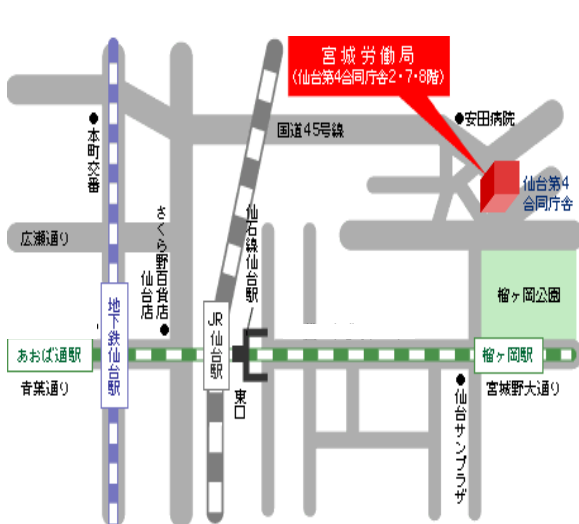 宮城労働局
(仙台第4合同庁舎2・7・8階)
国道45号線
安田病院
本町交番
仙台第4
合同庁舎
広瀬通り
さくら野百貨店
仙台店
仙石線仙台駅
榴ヶ岡公園
地下鉄仙台駅
JR
仙台駅
あおば通駅
榴ヶ岡駅
青葉通り
東口
仙台サンプラザ
宮城野大通り